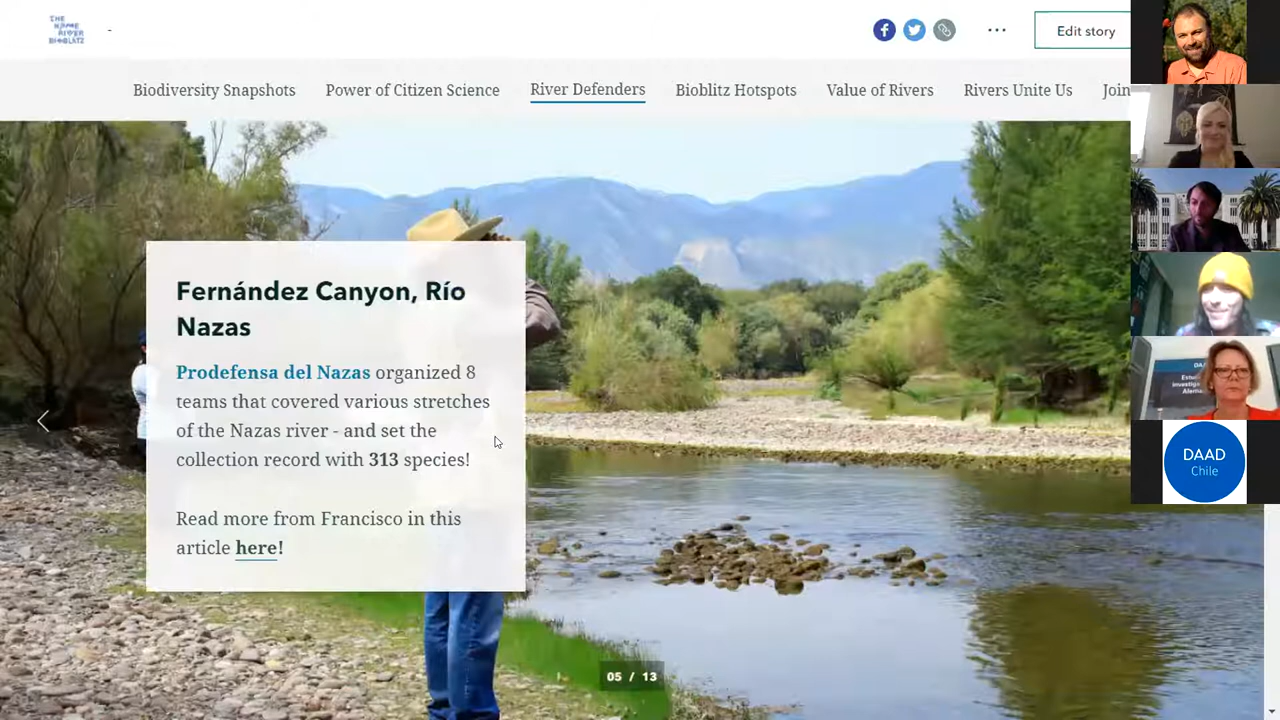 THE
NAME
RIVER
BIOBLITZ
-
Edit story
Biodiversity Snapshots
Power of Citizen Science
River Defenders
Bioblitz Hotspots
Value of Rivers
Rivers Unite Us
Join
Fernández Canyon, Río
Nazas
Prodefensa del Nazas organized 8
teams that covered various stretches
of the Nazas river - and set the
collection record with 313 species!
Read more from Francisco in this
article here!
05 / 13
DAAD
Chile